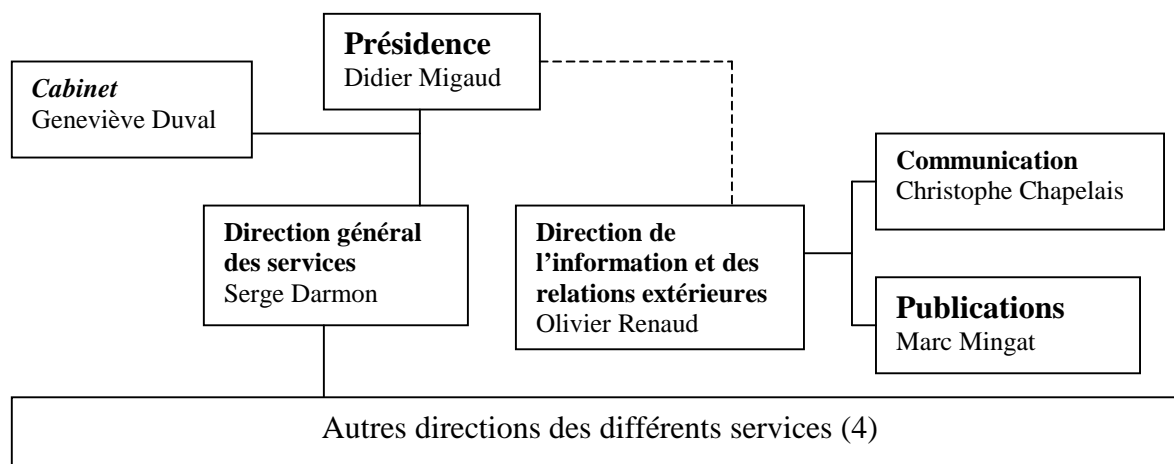 Présidence
Didier Migaud
Cabinet
Geneviève Duval
Communication
Christophe Chapelais
Direction général
des services
Serge Darmon
Direction de
l’information et des
relations extérieures
Olivier Renaud
Publications
Marc Mingat
Autres directions des différents services (4)